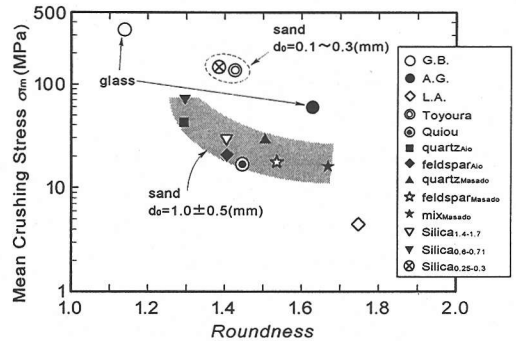 Mean Crushing Stress σfm (MPa)
500
100
10
1
1.0
1.2
1.4
1.6
1.8
2.0
Roundness
sand
d₀=0.1~0.3(mm)
glass
sand
d₀=1.0±0.5(mm)
G.B.
A.G.
L.A.
Toyoura
Quiou
quartzAio
feldsparAio
quartzMasado
feldsparMasado
mixMasado
Silica1.4-1.7
Silica0.6-0.71
Silica0.25-0.3